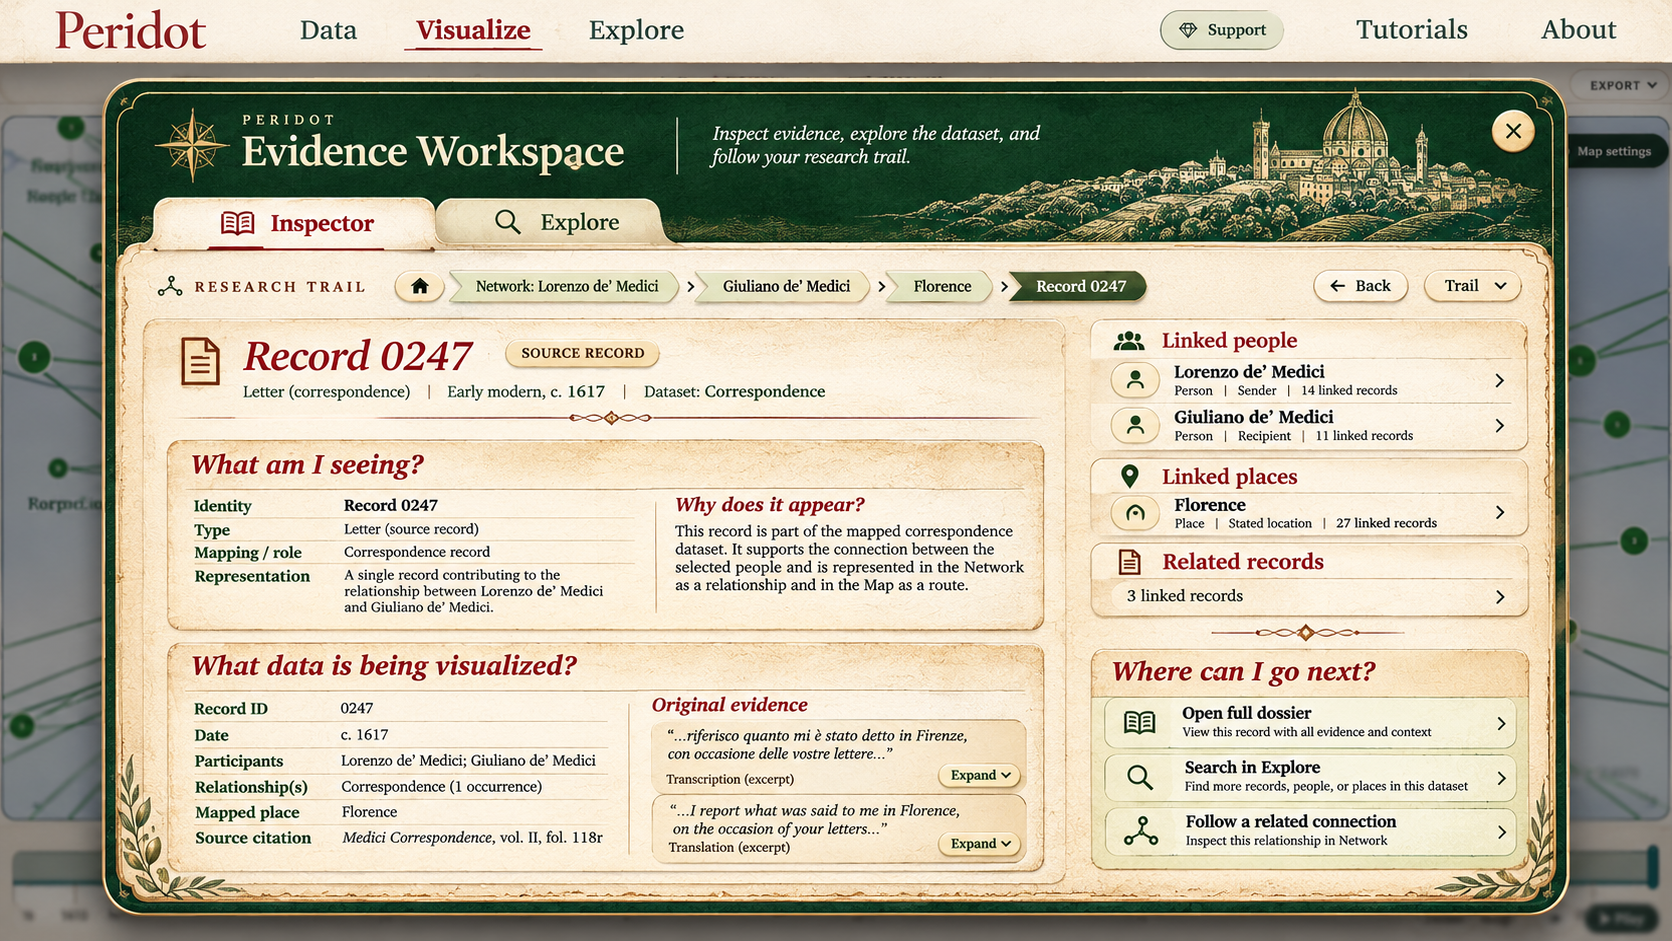 Peridot
Data
Visualize
Explore
Support
Tutorials
About
EXPORT
Map settings
PERIDOT
Evidence Workspace
Inspect evidence, explore the dataset, and
follow your research trail.
Inspector
Explore
RESEARCH TRAIL
Network: Lorenzo de’ Medici
Giuliano de’ Medici
Florence
Record 0247
Back
Trail
Record 0247
SOURCE RECORD
Letter (correspondence) | Early modern, c. 1617 | Dataset: Correspondence
What am I seeing?
Identity Record 0247
Type Letter (source record)
Mapping / role Correspondence record
Representation A single record contributing to the
relationship between Lorenzo de’ Medici
and Giuliano de’ Medici.
Why does it appear?
This record is part of the mapped correspondence
dataset. It supports the connection between the
selected people and is represented in the Network
as a relationship and in the Map as a route.
What data is being visualized?
Record ID 0247
Date c. 1617
Participants Lorenzo de’ Medici; Giuliano de’ Medici
Relationship(s) Correspondence (1 occurrence)
Mapped place Florence
Source citation Medici Correspondence, vol. II, fol. 118r
Original evidence
“...riferisco quanto mi è stato detto in Firenze,
con occasione delle vostre lettere...”
Transcription (excerpt)
Expand
“...I report what was said to me in Florence,
on the occasion of your letters...”
Translation (excerpt)
Expand
Linked people
Lorenzo de’ Medici
Person | Sender | 14 linked records
Giuliano de’ Medici
Person | Recipient | 11 linked records
Linked places
Florence
Place | Stated location | 27 linked records
Related records
3 linked records
Where can I go next?
Open full dossier
View this record with all evidence and context
Search in Explore
Find more records, people, or places in this dataset
Follow a related connection
Inspect this relationship in Network
Play